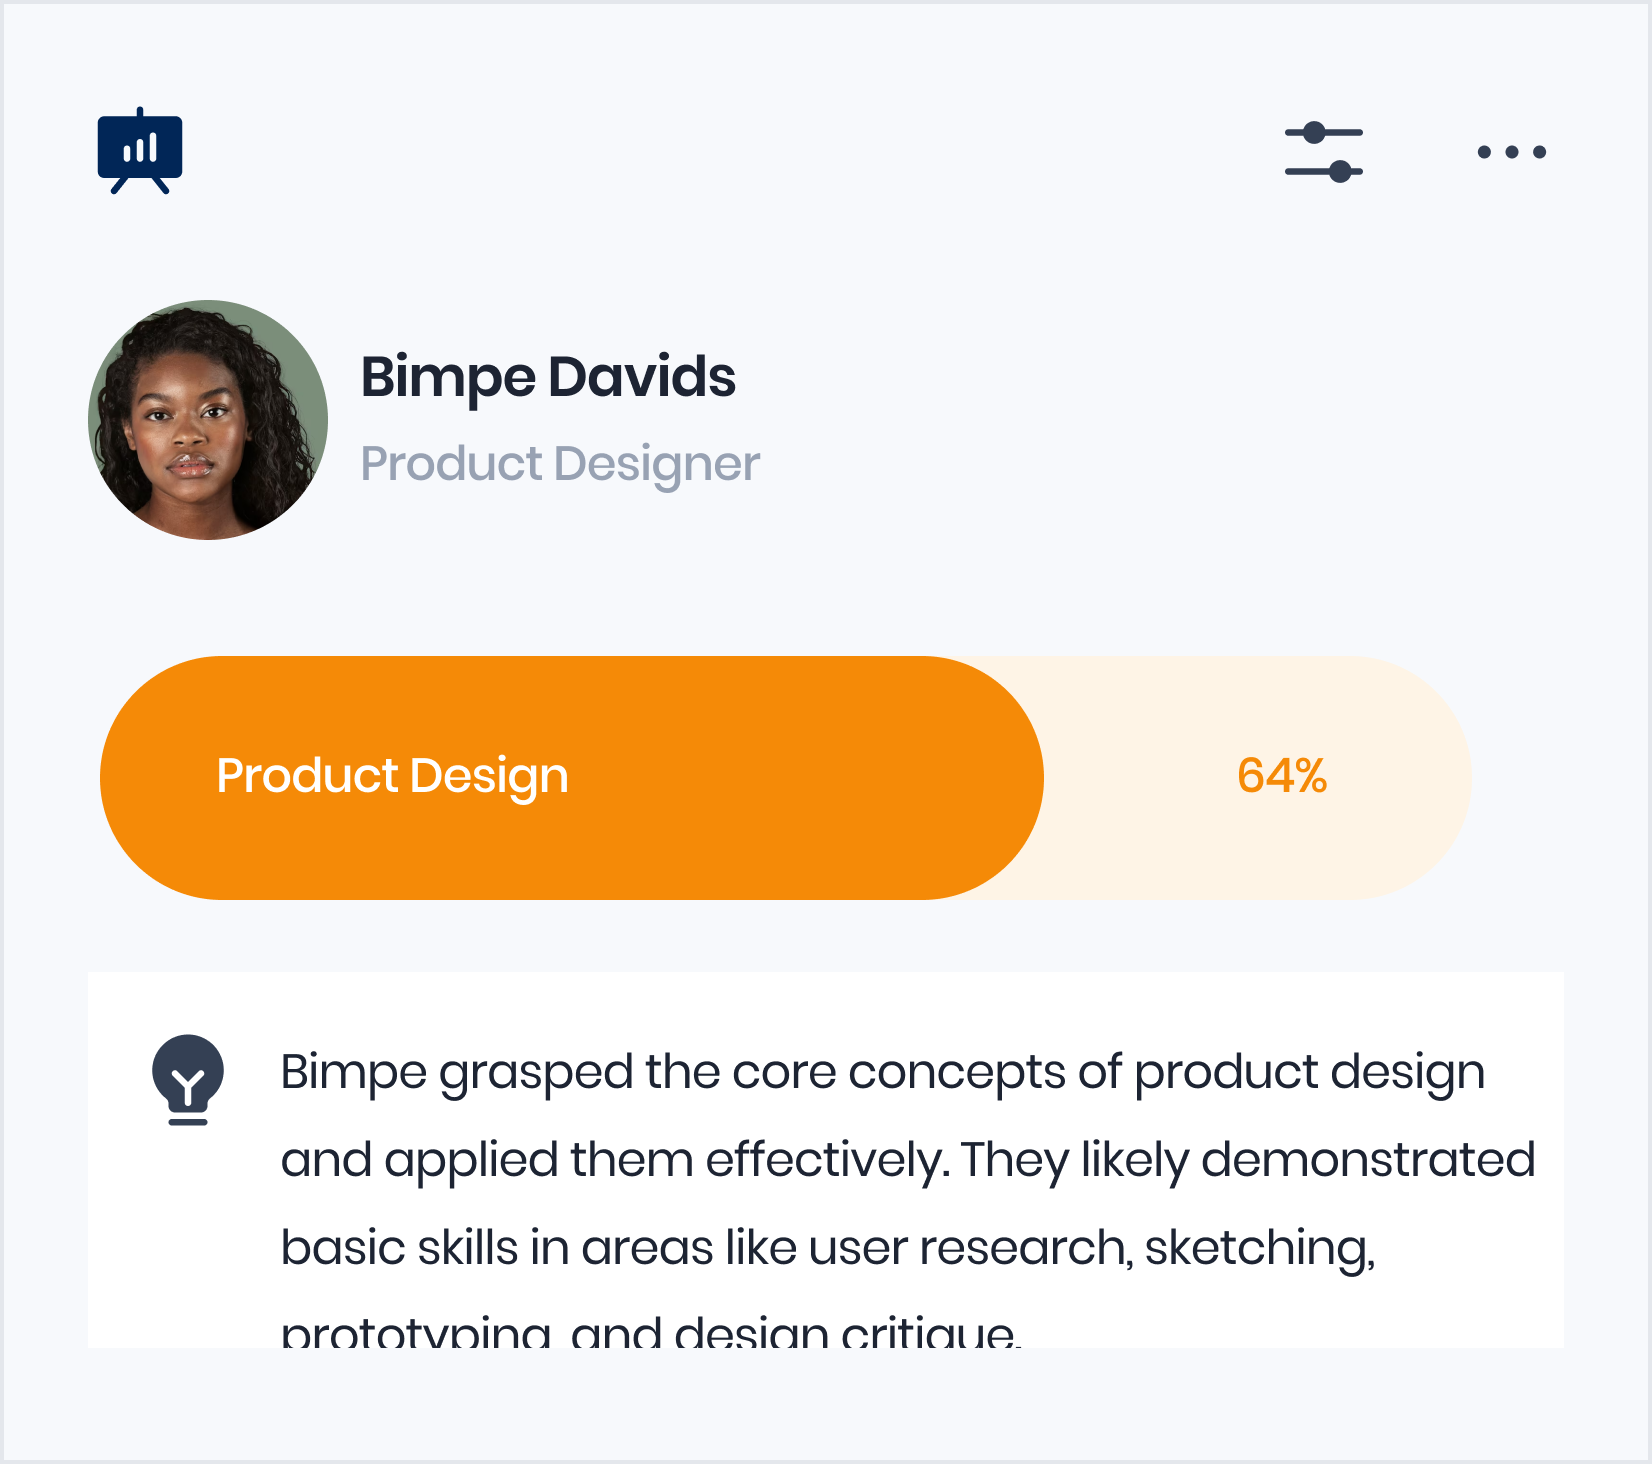 Bimpe Davids
Product Designer
Product Design
64%
Bimpe grasped the core concepts of product design
and applied them effectively. They likely demonstrated
basic skills in areas like user research, sketching,
prototyping, and design critique.